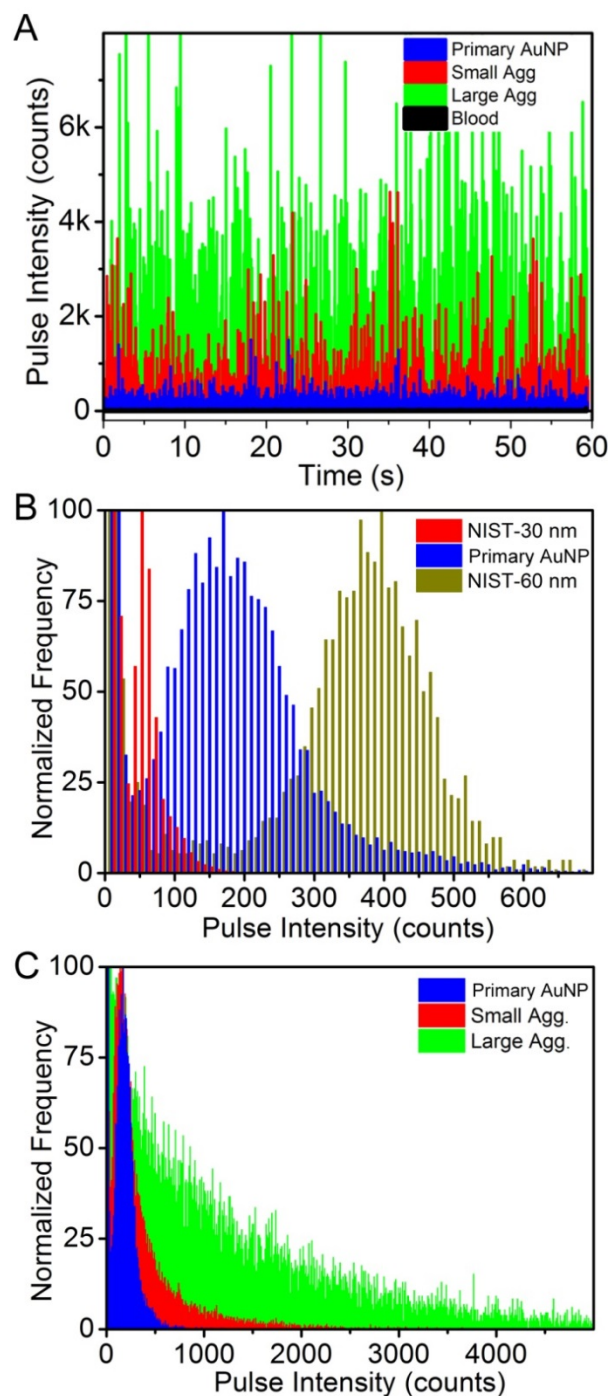 A
Primary AuNP
Small Agg
Large Agg
Blood
6k
4k
2k
0
Pulse Intensity (counts)
0 10 20 30 40 50 60
Time (s)
B
NIST-30 nm
Primary AuNP
NIST-60 nm
100
75
50
25
0
Normalized Frequency
0 100 200 300 400 500 600
Pulse Intensity (counts)
C
Primary AuNP
Small Agg.
Large Agg.
100
75
50
25
0
Normalized Frequency
0 1000 2000 3000 4000
Pulse Intensity (counts)